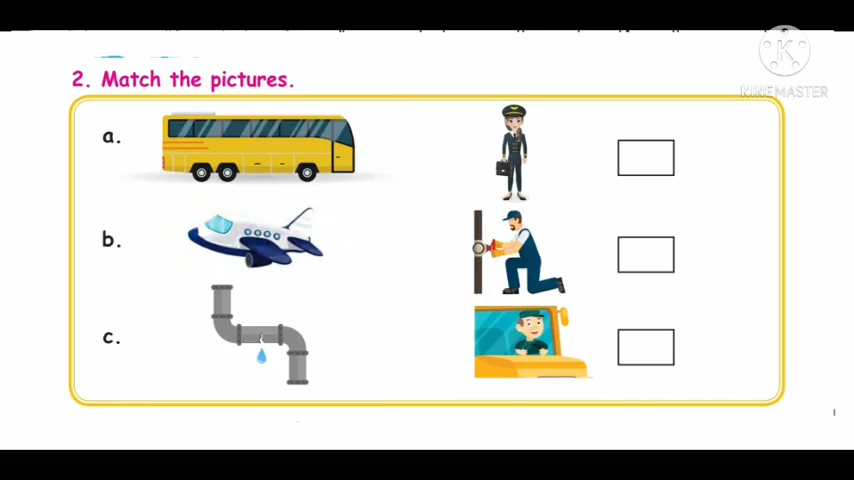 K
KINEMASTER
2. Match the pictures.
a.
b.
c.